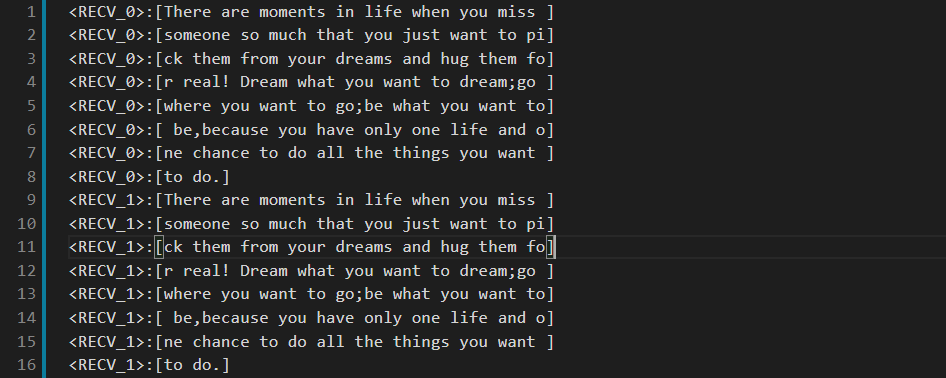 1 <RECV_0>:[There are moments in life when you miss ]
2 <RECV_0>:[someone so much that you just want to pi]
3 <RECV_0>:[ck them from your dreams and hug them fo]
4 <RECV_0>:[r real! Dream what you want to dream;go ]
5 <RECV_0>:[where you want to go;be what you want to]
6 <RECV_0>:[ be,because you have only one life and o]
7 <RECV_0>:[ne chance to do all the things you want ]
8 <RECV_0>:[to do.]
9 <RECV_1>:[There are moments in life when you miss ]
10 <RECV_1>:[someone so much that you just want to pi]
11 <RECV_1>:[ck them from your dreams and hug them fo]
12 <RECV_1>:[r real! Dream what you want to dream;go ]
13 <RECV_1>:[where you want to go;be what you want to]
14 <RECV_1>:[ be,because you have only one life and o]
15 <RECV_1>:[ne chance to do all the things you want ]
16 <RECV_1>:[to do.]